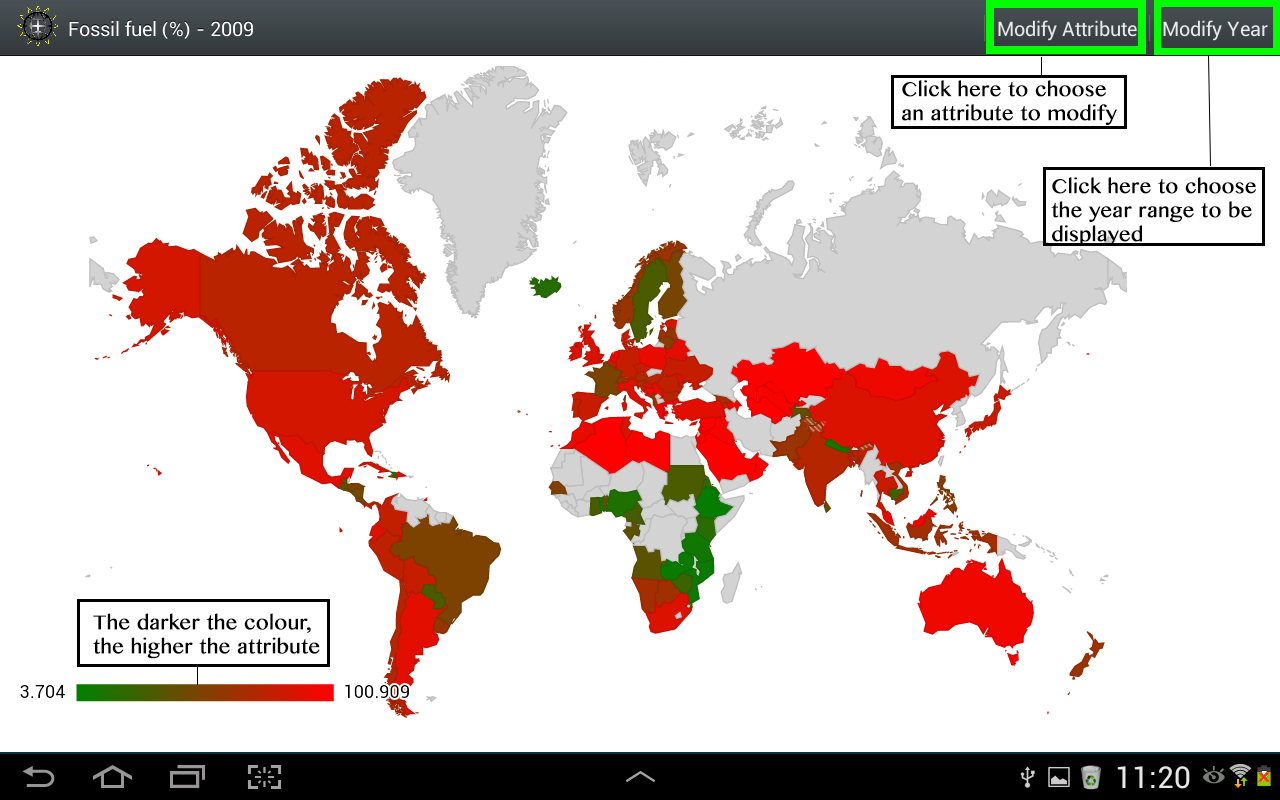 Fossil fuel (%) - 2009
Modify Attribute
Modify Year
Click here to choose
an attribute to modify
Click here to choose
the year range to be
displayed
The darker the colour,
the higher the attribute
3.704
100.909
11:20